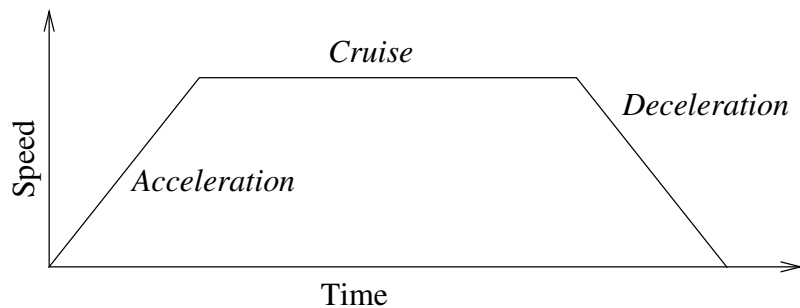 Cruise
Deceleration
Speed
Acceleration
Time